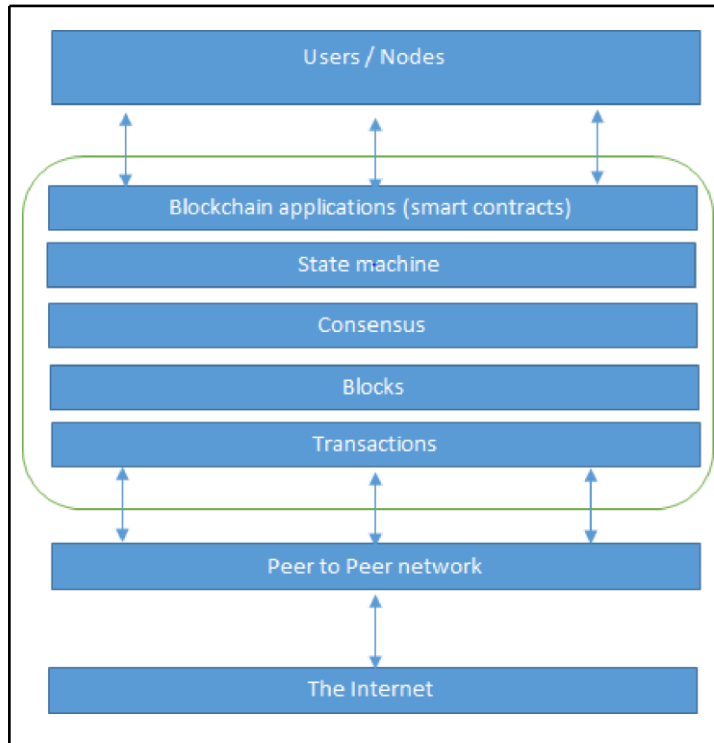 Users / Nodes
Blockchain applications (smart contracts)
State machine
Consensus
Blocks
Transactions
Peer to Peer network
The Internet